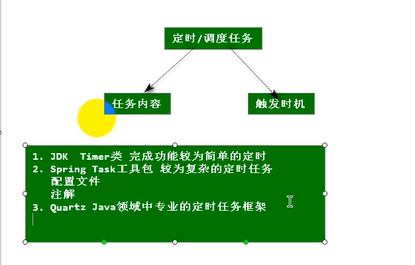 定时/调度任务
任务内容
触发时机
1. JDK Timer类 完成功能较为简单的定时
2. Spring Task工具包 较为复杂的定时任务
配置文件
注解
3. Quartz Java领域中专业的定时任务框架